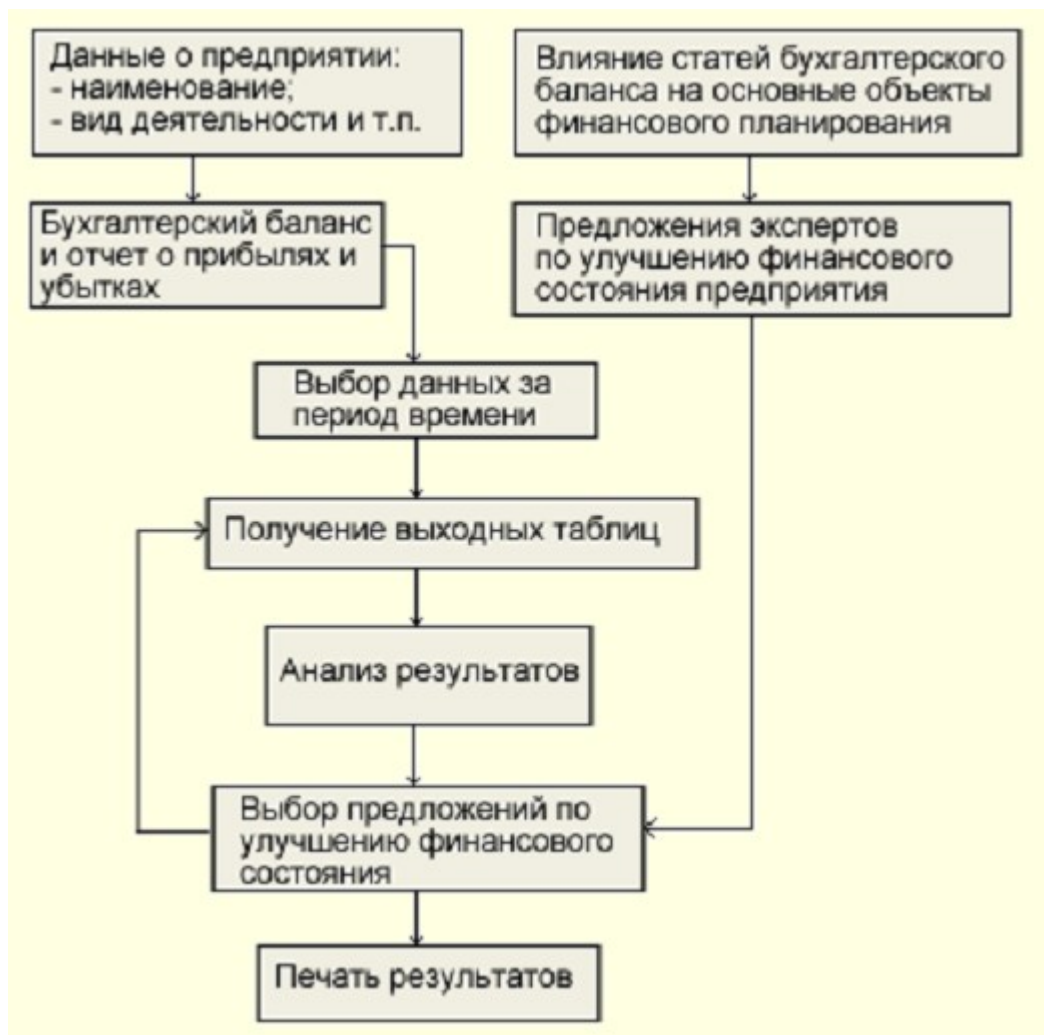 Данные о предприятии:
- наименование;
- вид деятельности и т.п.
Влияние статей бухгалтерского
баланса на основные объекты
финансового планирования
Бухгалтерский баланс
и отчет о прибылях и
убытках
Предложения экспертов
по улучшению финансового
состояния предприятия
Выбор данных за
период времени
Получение выходных таблиц
Анализ результатов
Выбор предложений по
улучшению финансового
состояния
Печать результатов